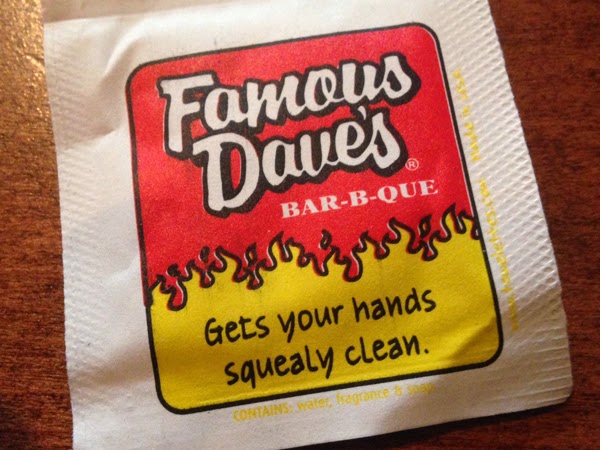 Famous
Dave's®
BAR-B-QUE
Gets your hands
squealy clean.
CONTAINS: water, fragrance & soap